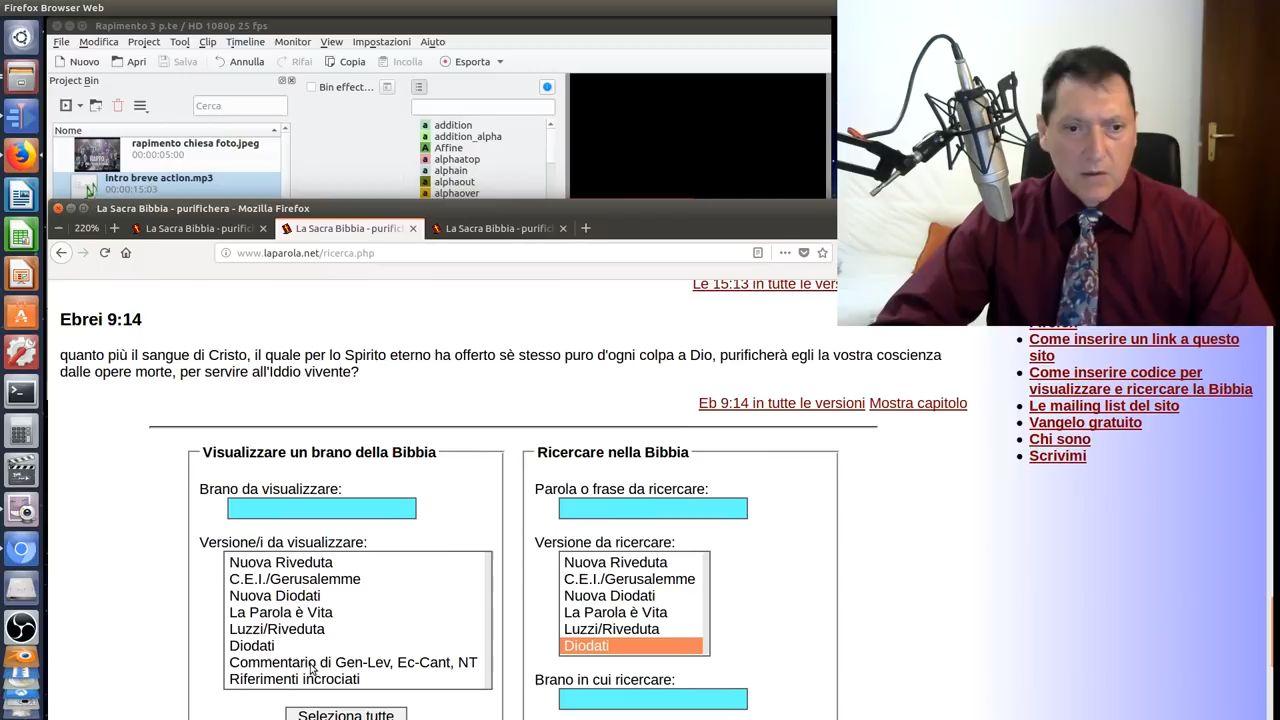 Firefox Browser Web
Rapimento 3 p.te / HD 1080p 25 fps
File Modifica Project Tool Clip Timeline Monitor View Impostazioni Aiuto
Nuovo Apri Salva Annulla Rifai Copia Incolla Esporta
Project Bin
Bin effect...
Cerca
Nome
rapimento chiesa foto.jpeg
00:00:05:00
intro breve action.mp3
00:00:15:03
a addition
a addition_alpha
A Affine
a alphaatop
a alphain
a alphaout
a alphaover
La Sacra Bibbia - purifichera - Mozilla Firefox
220%
La Sacra Bibbia - purific
La Sacra Bibbia - purific
La Sacra Bibbia - purific
www.laparola.net/ricerca.php
Le 15:13 in tutte le vers
Ebrei 9:14
quanto più il sangue di Cristo, il quale per lo Spirito eterno ha offerto sè stesso puro d'ogni colpa a Dio, purificherà egli la vostra coscienza
dalle opere morte, per servire all'Iddio vivente?
Eb 9:14 in tutte le versioni Mostra capitolo
Visualizzare un brano della Bibbia
Brano da visualizzare:
Versione/i da visualizzare:
Nuova Riveduta
C.E.I./Gerusalemme
Nuova Diodati
La Parola è Vita
Luzzi/Riveduta
Diodati
Commentario di Gen-Lev, Ec-Cant, NT
Riferimenti incrociati
Seleziona tutte
Ricercare nella Bibbia
Parola o frase da ricercare:
Versione da ricercare:
Nuova Riveduta
C.E.I./Gerusalemme
Nuova Diodati
La Parola è Vita
Luzzi/Riveduta
Diodati
Brano in cui ricercare:
Come inserire un link a questo
sito
Come inserire codice per
visualizzare e ricercare la Bibbia
Le mailing list del sito
Vangelo gratuito
Chi sono
Scrivimi